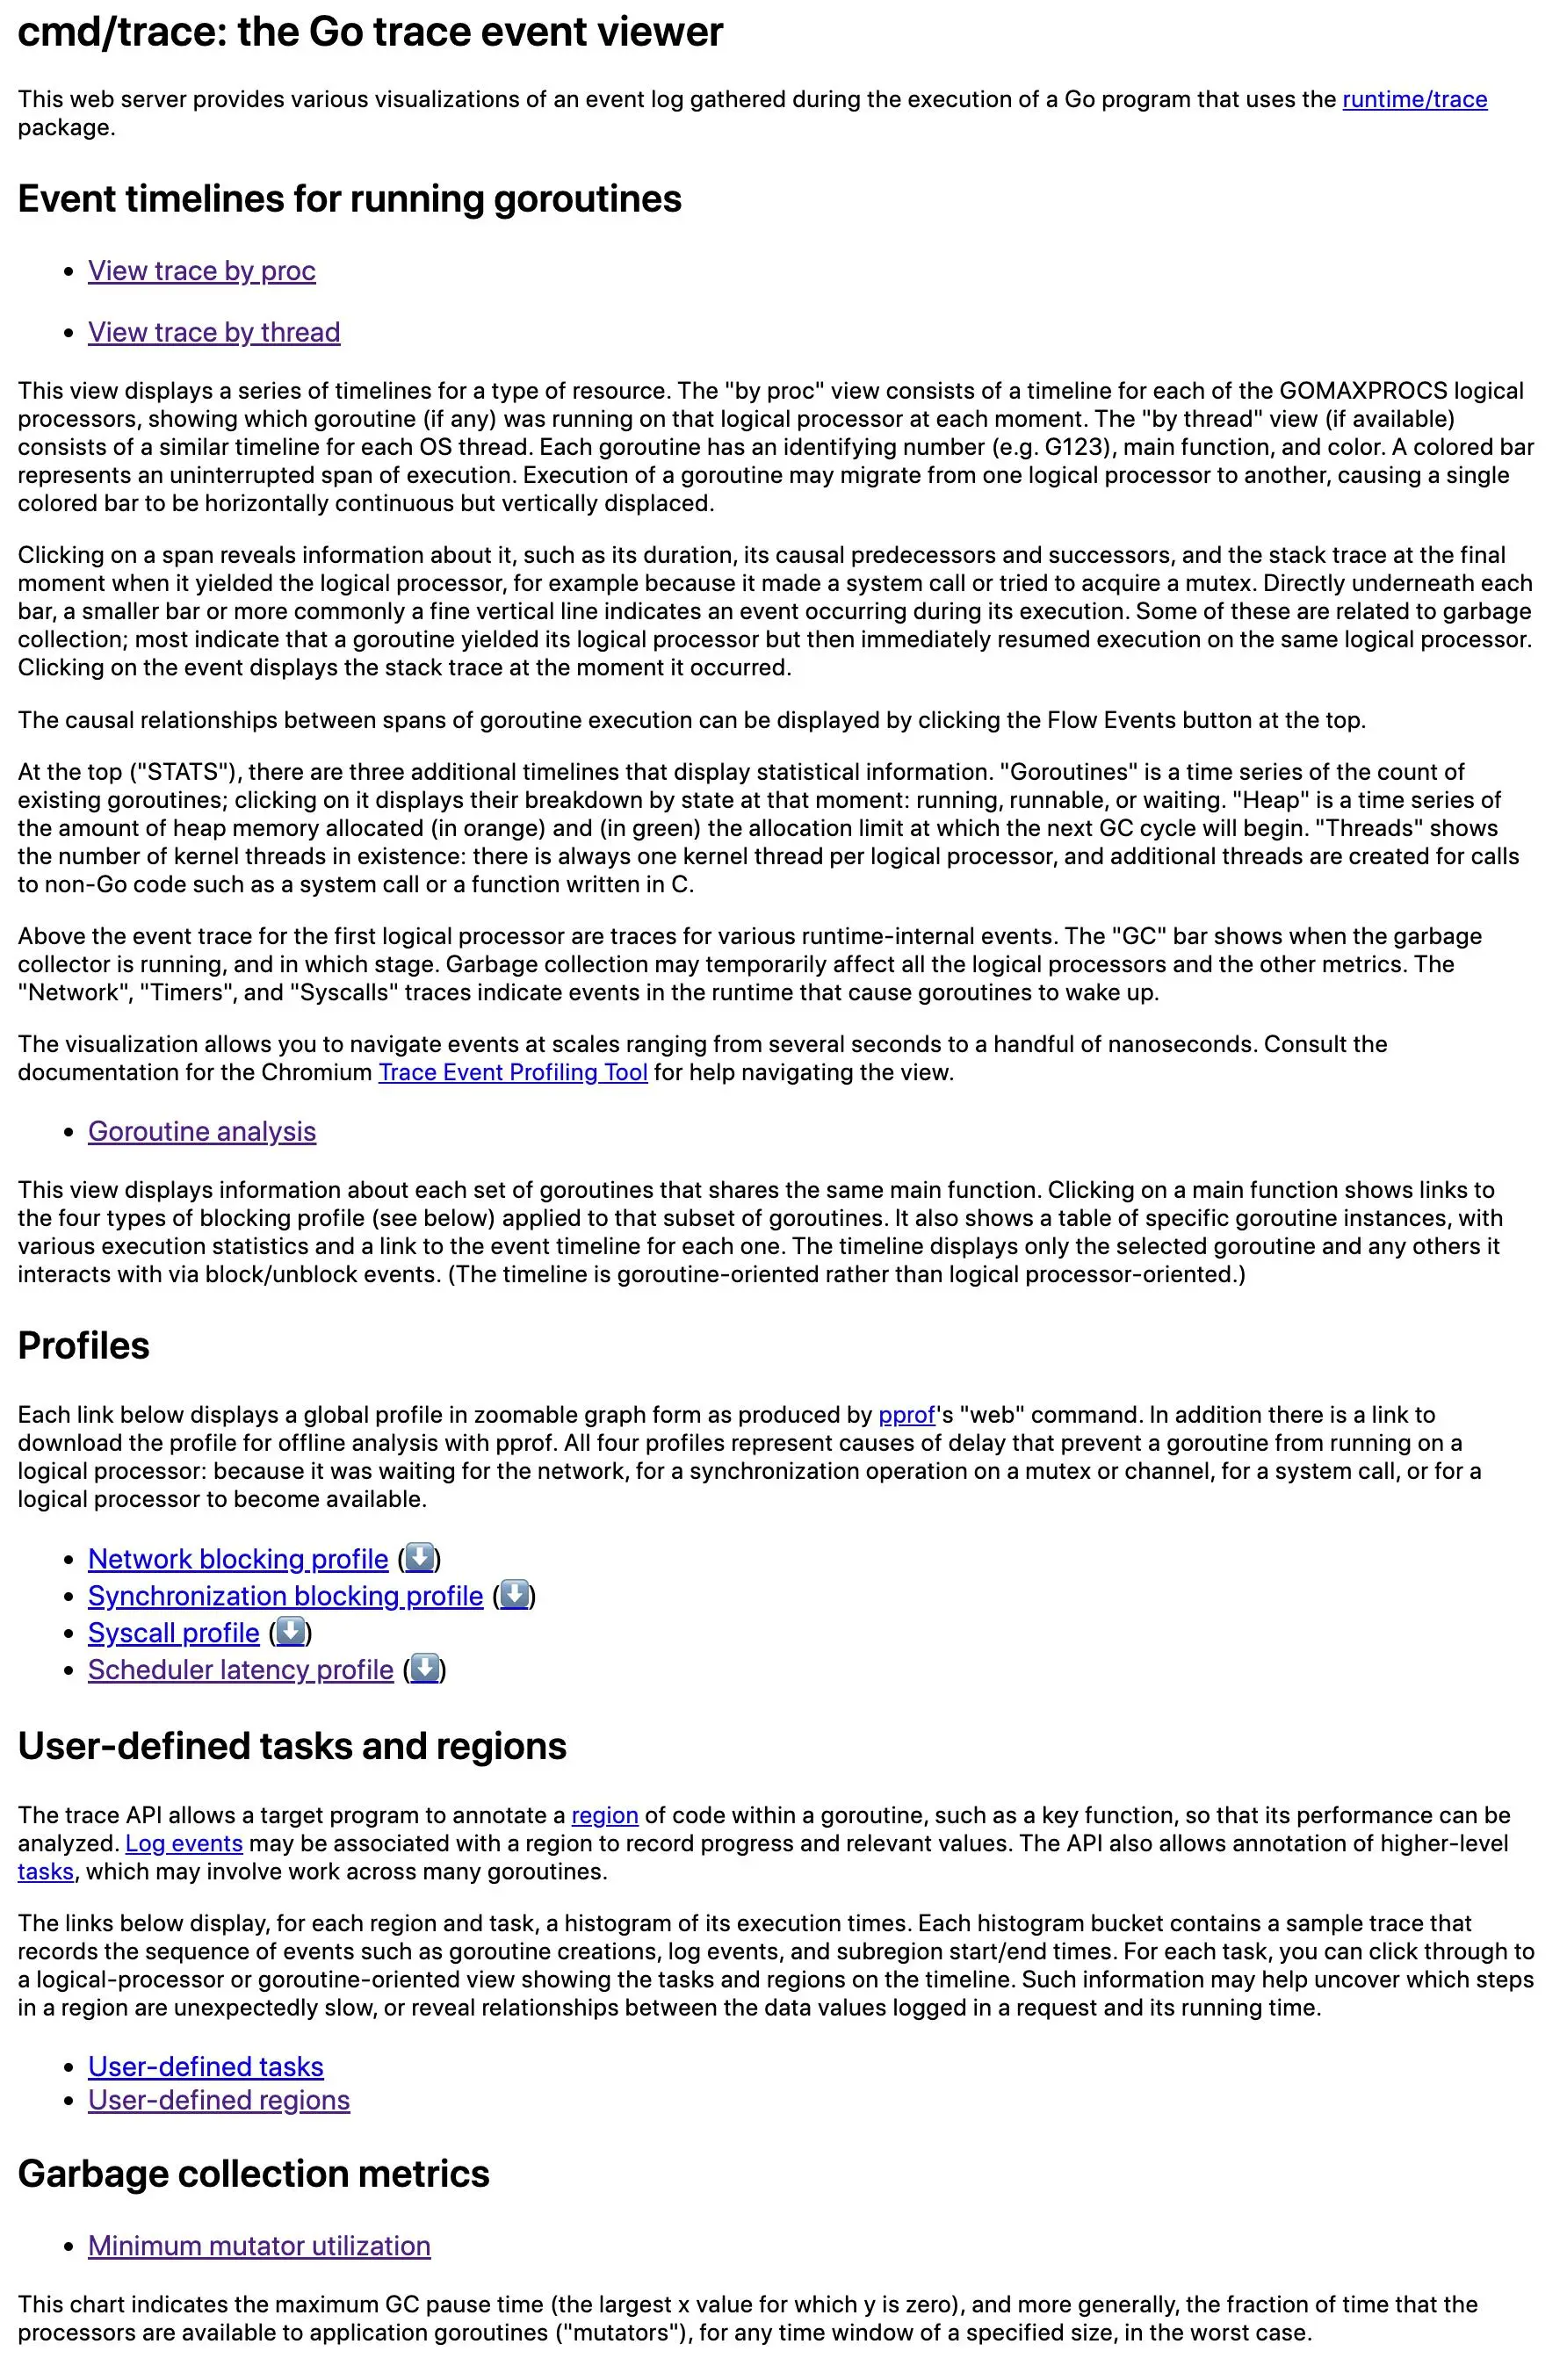 cmd/trace: the Go trace event viewer
This web server provides various visualizations of an event log gathered during the execution of a Go program that uses the runtime/trace
package.
Event timelines for running goroutines
• View trace by proc
• View trace by thread
This view displays a series of timelines for a type of resource. The "by proc" view consists of a timeline for each of the GOMAXPROCS logical
processors, showing which goroutine (if any) was running on that logical processor at each moment. The "by thread" view (if available)
consists of a similar timeline for each OS thread. Each goroutine has an identifying number (e.g. G123), main function, and color. A colored bar
represents an uninterrupted span of execution. Execution of a goroutine may migrate from one logical processor to another, causing a single
colored bar to be horizontally continuous but vertically displaced.
Clicking on a span reveals information about it, such as its duration, its causal predecessors and successors, and the stack trace at the final
moment when it yielded the logical processor, for example because it made a system call or tried to acquire a mutex. Directly underneath each
bar, a smaller bar or more commonly a fine vertical line indicates an event occurring during its execution. Some of these are related to garbage
collection; most indicate that a goroutine yielded its logical processor but then immediately resumed execution on the same logical processor.
Clicking on the event displays the stack trace at the moment it occurred.
The causal relationships between spans of goroutine execution can be displayed by clicking the Flow Events button at the top.
At the top ("STATS"), there are three additional timelines that display statistical information. "Goroutines" is a time series of the count of
existing goroutines; clicking on it displays their breakdown by state at that moment: running, runnable, or waiting. "Heap" is a time series of
the amount of heap memory allocated (in orange) and (in green) the allocation limit at which the next GC cycle will begin. "Threads" shows
the number of kernel threads in existence: there is always one kernel thread per logical processor, and additional threads are created for calls
to non-Go code such as a system call or a function written in C.
Above the event trace for the first logical processor are traces for various runtime-internal events. The "GC" bar shows when the garbage
collector is running, and in which stage. Garbage collection may temporarily affect all the logical processors and the other metrics. The
"Network", "Timers", and "Syscalls" traces indicate events in the runtime that cause goroutines to wake up.
The visualization allows you to navigate events at scales ranging from several seconds to a handful of nanoseconds. Consult the
documentation for the Chromium Trace Event Profiling Tool for help navigating the view.
• Goroutine analysis
This view displays information about each set of goroutines that shares the same main function. Clicking on a main function shows links to
the four types of blocking profile (see below) applied to that subset of goroutines. It also shows a table of specific goroutine instances, with
various execution statistics and a link to the event timeline for each one. The timeline displays only the selected goroutine and any others it
interacts with via block/unblock events. (The timeline is goroutine-oriented rather than logical processor-oriented.)
Profiles
Each link below displays a global profile in zoomable graph form as produced by pprof's "web" command. In addition there is a link to
download the profile for offline analysis with pprof. All four profiles represent causes of delay that prevent a goroutine from running on a
logical processor: because it was waiting for the network, for a synchronization operation on a mutex or channel, for a system call, or for a
logical processor to become available.
• Network blocking profile (⬇️)
• Synchronization blocking profile (⬇️)
• Syscall profile (⬇️)
• Scheduler latency profile (⬇️)
User-defined tasks and regions
The trace API allows a target program to annotate a region of code within a goroutine, such as a key function, so that its performance can be
analyzed. Log events may be associated with a region to record progress and relevant values. The API also allows annotation of higher-level
tasks, which may involve work across many goroutines.
The links below display, for each region and task, a histogram of its execution times. Each histogram bucket contains a sample trace that
records the sequence of events such as goroutine creations, log events, and subregion start/end times. For each task, you can click through to
a logical-processor or goroutine-oriented view showing the tasks and regions on the timeline. Such information may help uncover which steps
in a region are unexpectedly slow, or reveal relationships between the data values logged in a request and its running time.
• User-defined tasks
• User-defined regions
Garbage collection metrics
• Minimum mutator utilization
This chart indicates the maximum GC pause time (the largest x value for which y is zero), and more generally, the fraction of time that the
processors are available to application goroutines ("mutators"), for any time window of a specified size, in the worst case.